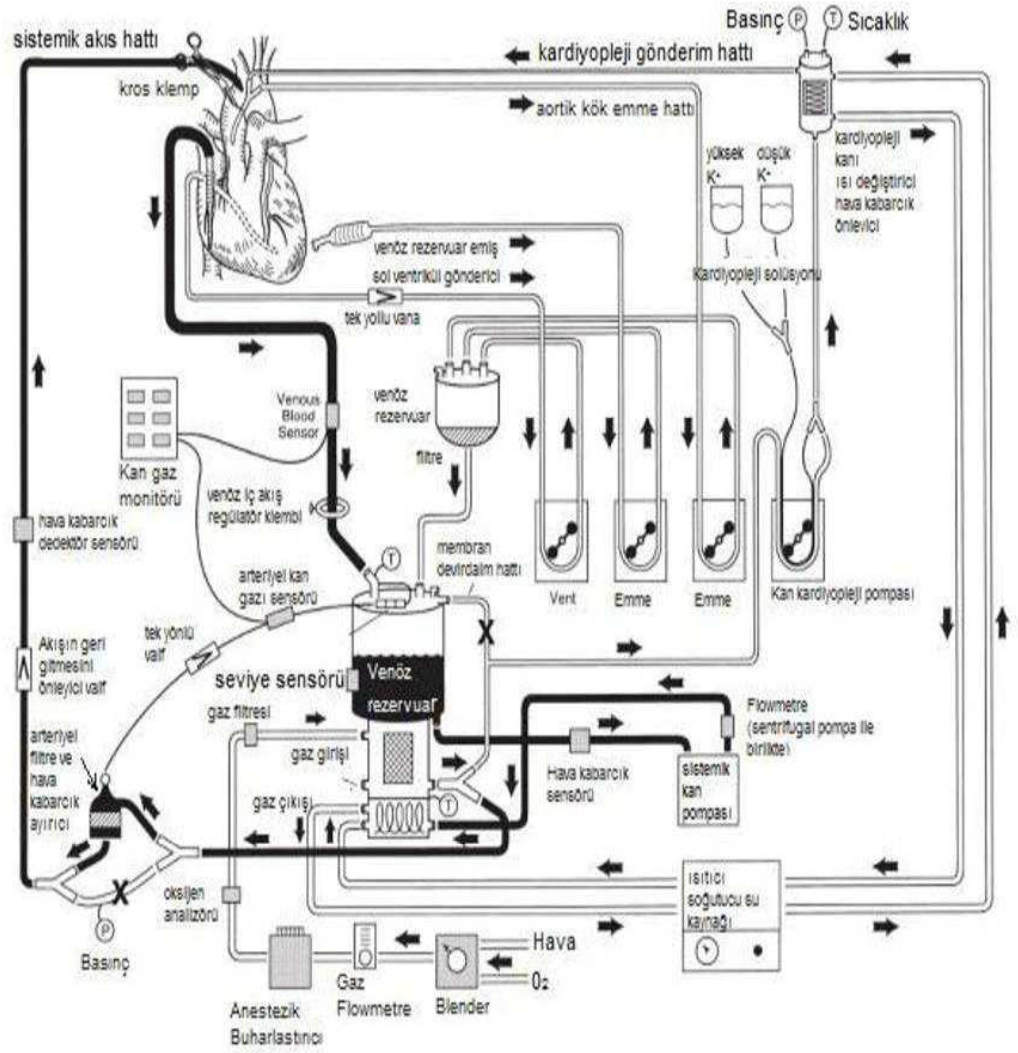 Basınç P T Sıcaklık
sistemik akıs hattı
kros klemp
kardiyopleji gönderim hattı
aortik kök emme hattı
kardiyopleji
kanı
ısı değiştirici
hava kabarcık
önleyici
yüksek
K+
düşük
K+
Kardiyopleji solüsyonu
venöz rezervuar emiş
sol ventrikül gönderici
tek yollu vana
Venous
Blood
Sensor
venöz
rezervuar
filtre
Kan gaz
monitörü
venöz iç akış
regülatör klembi
hava kabarcık
dedektör sensörü
T
membran
devirdaim hattı
Vent
Emme
Emme
Kan kardiyopleji pompası
arteriyel kan
gazı sensörü
tek yönlü
valf
X
Akışın geri
gitmesini
önleyici valf
seviye sensörü
Venöz
rezervuar
Flowmetre
(sentrifugal pompa ile
birlikte)
gaz filtresi
gaz girişi
arteriyel
filtre ve
hava
kabarcık
ayırıcı
Hava kabarcık
sensörü
sistemik
kan
pompası
gaz çıkışı
T
X
P
Basınç
oksijen
analizörü
ısıtıcı
soğutucu su
kaynağı
Hava
O2
Anestezik
Buharlastırıcı
Gaz
Flowmetre
Blender